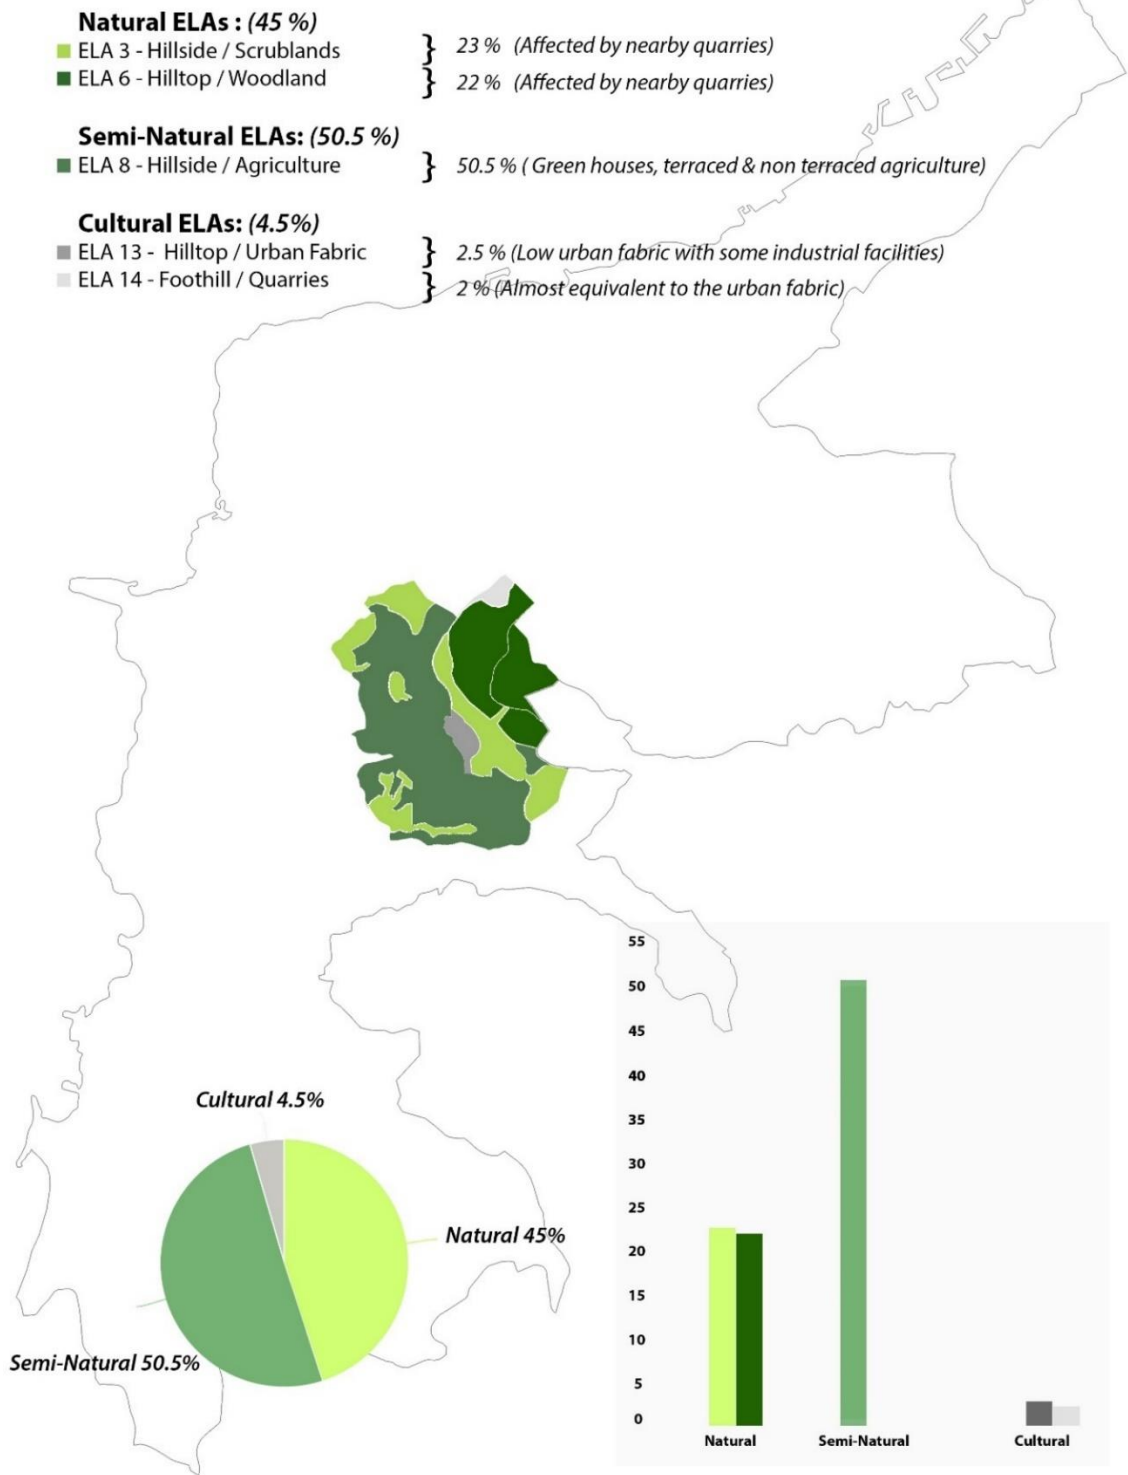 Natural ELAs : (45 %)
ELA 3 - Hillside / Scrublands } 23 % (Affected by nearby quarries)
ELA 6 - Hilltop / Woodland } 22 % (Affected by nearby quarries)
Semi-Natural ELAs: (50.5 %)
ELA 8 - Hillside / Agriculture } 50.5 % ( Green houses, terraced & non terraced agriculture)
Cultural ELAs: (4.5%)
ELA 13 - Hilltop / Urban Fabric } 2.5 % (Low urban fabric with some industrial facilities)
ELA 14 - Foothill / Quarries } 2 % (Almost equivalent to the urban fabric)
Cultural 4.5%
Natural 45%
Semi-Natural 50.5%
55
50
45
40
35
30
25
20
15
10
5
0
Natural Semi-Natural Cultural